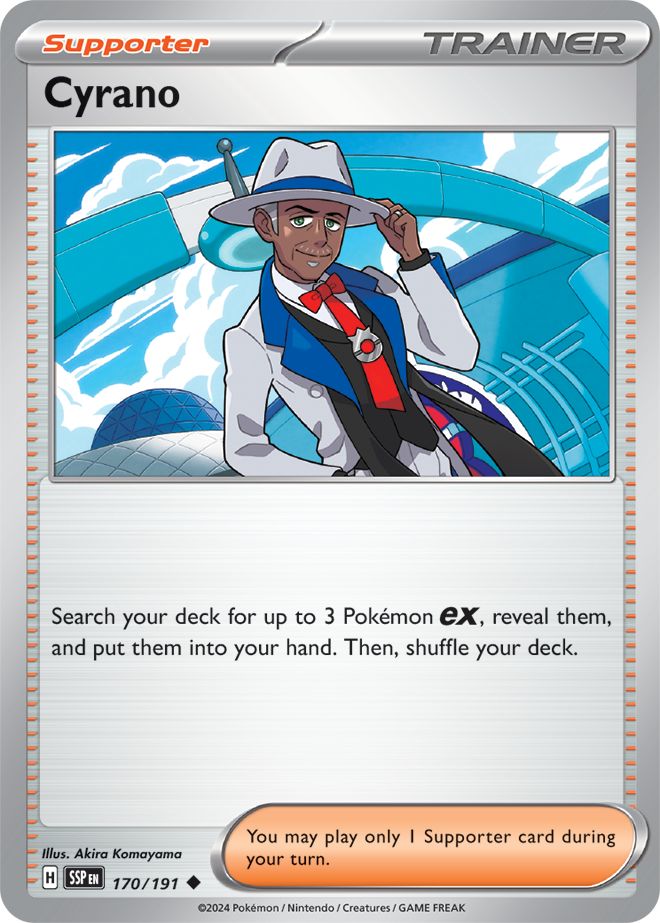 Supporter
TRAINER
Cyrano
Search your deck for up to 3 Pokémon ex, reveal them,
and put them into your hand. Then, shuffle your deck.
You may play only 1 Supporter card during
your turn.
Illus. Akira Komayama
H SSP EN 170/191
©2024 Pokémon / Nintendo / Creatures / GAME FREAK